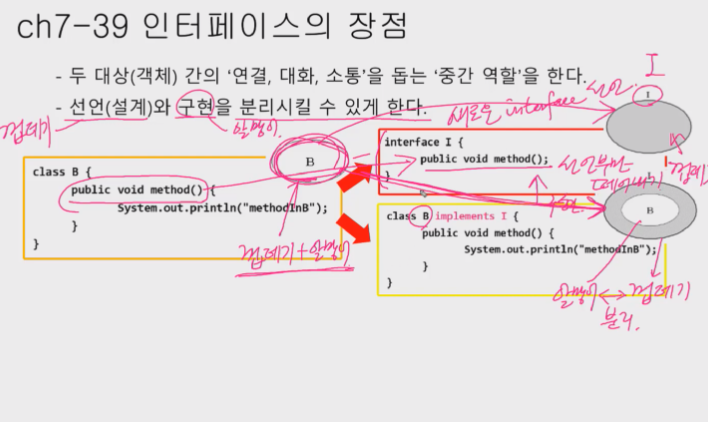 ch7-39 인터페이스의 장점
- 두 대상(객체) 간의 '연결, 대화, 소통'을 돕는 '중간 역할'을 한다.
- 선언(설계)와 구현을 분리시킬 수 있게 한다.
껍데기
알맹이.
새로운 interface 선언.
I
I
B
class B {
public void method() {
System.out.println("methodInB");
}
}
껍데기+알맹이
interface I {
public void method();
}
선언부만
떼어내기
껍데기
구현
class B implements I {
public void method() {
System.out.println("methodInB");
}
}
B
알맹이 ↔ 껍데기
분리.